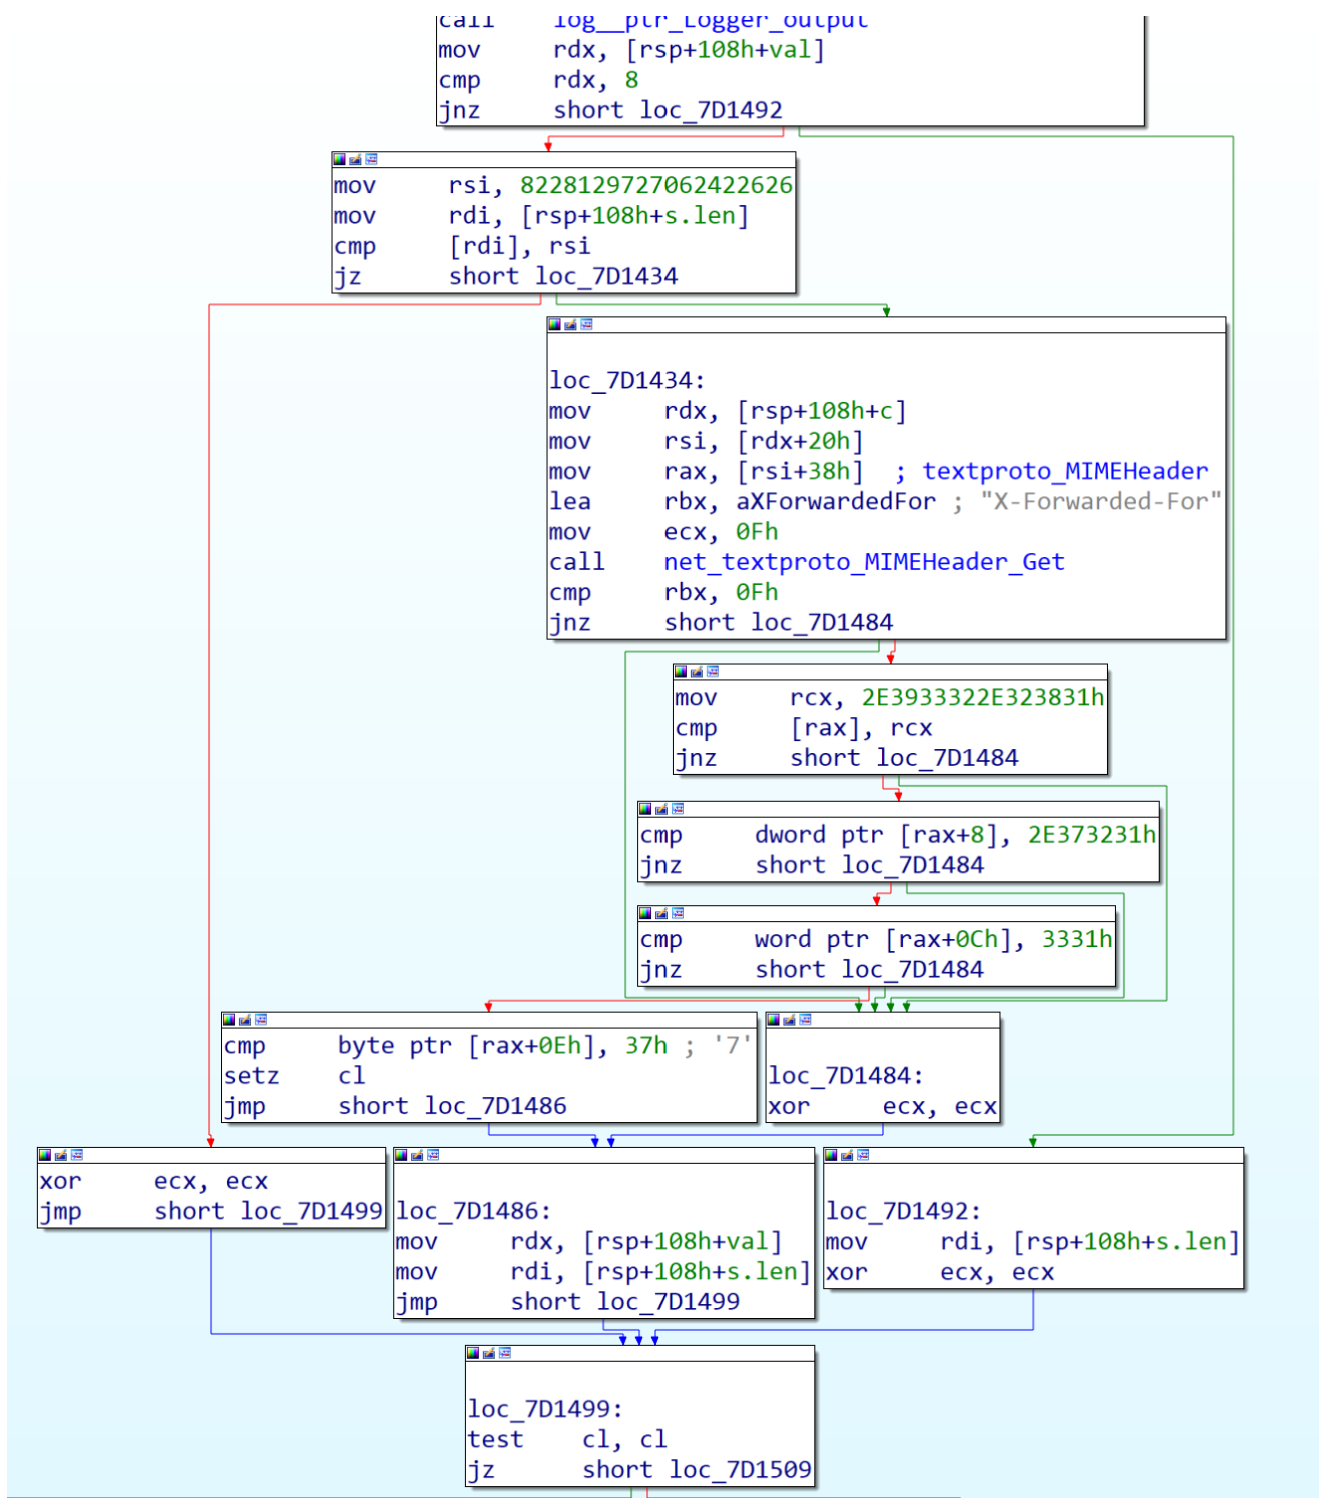 call log__ptr_Logger_output
mov rdx, [rsp+108h+val]
cmp rdx, 8
jnz short loc_7D1492
mov rsi, 8228129727062422626
mov rdi, [rsp+108h+s.len]
cmp [rdi], rsi
jz short loc_7D1434
loc_7D1434:
mov rdx, [rsp+108h+c]
mov rsi, [rdx+20h]
mov rax, [rsi+38h] ; textproto_MIMEHeader
lea rbx, aXForwardedFor ; "X-Forwarded-For"
mov ecx, 0Fh
call net_textproto_MIMEHeader_Get
cmp rbx, 0Fh
jnz short loc_7D1484
mov rcx, 2E3933322E323831h
cmp [rax], rcx
jnz short loc_7D1484
cmp dword ptr [rax+8], 2E373231h
jnz short loc_7D1484
cmp word ptr [rax+0Ch], 3331h
jnz short loc_7D1484
cmp byte ptr [rax+0Eh], 37h ; '7'
setz cl
jmp short loc_7D1486
loc_7D1484:
xor ecx, ecx
xor ecx, ecx
jmp short loc_7D1499
loc_7D1486:
mov rdx, [rsp+108h+val]
mov rdi, [rsp+108h+s.len]
jmp short loc_7D1499
loc_7D1492:
mov rdi, [rsp+108h+s.len]
xor ecx, ecx
loc_7D1499:
test cl, cl
jz short loc_7D1509